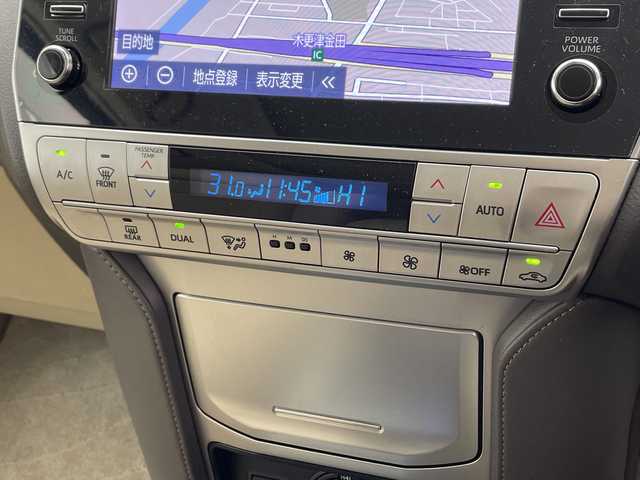 TUNE
SCROLL
目的地
木更津金田
IC
POWER
VOLUME
地点登録 表示変更
A/C
FRONT
PASSENGER
TEMP
31.0 11:45 HI
AUTO
REAR
DUAL
H M DS
OFF